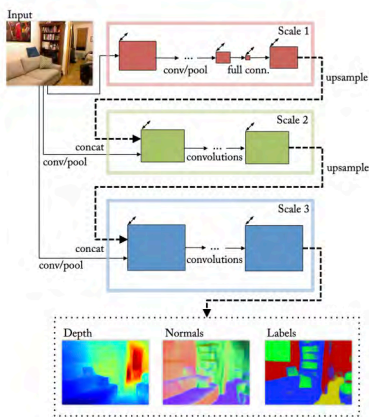 Input
Scale 1
conv/pool
full conn.
upsample
Scale 2
concat
conv/pool
convolutions
upsample
Scale 3
concat
conv/pool
convolutions
Depth
Normals
Labels